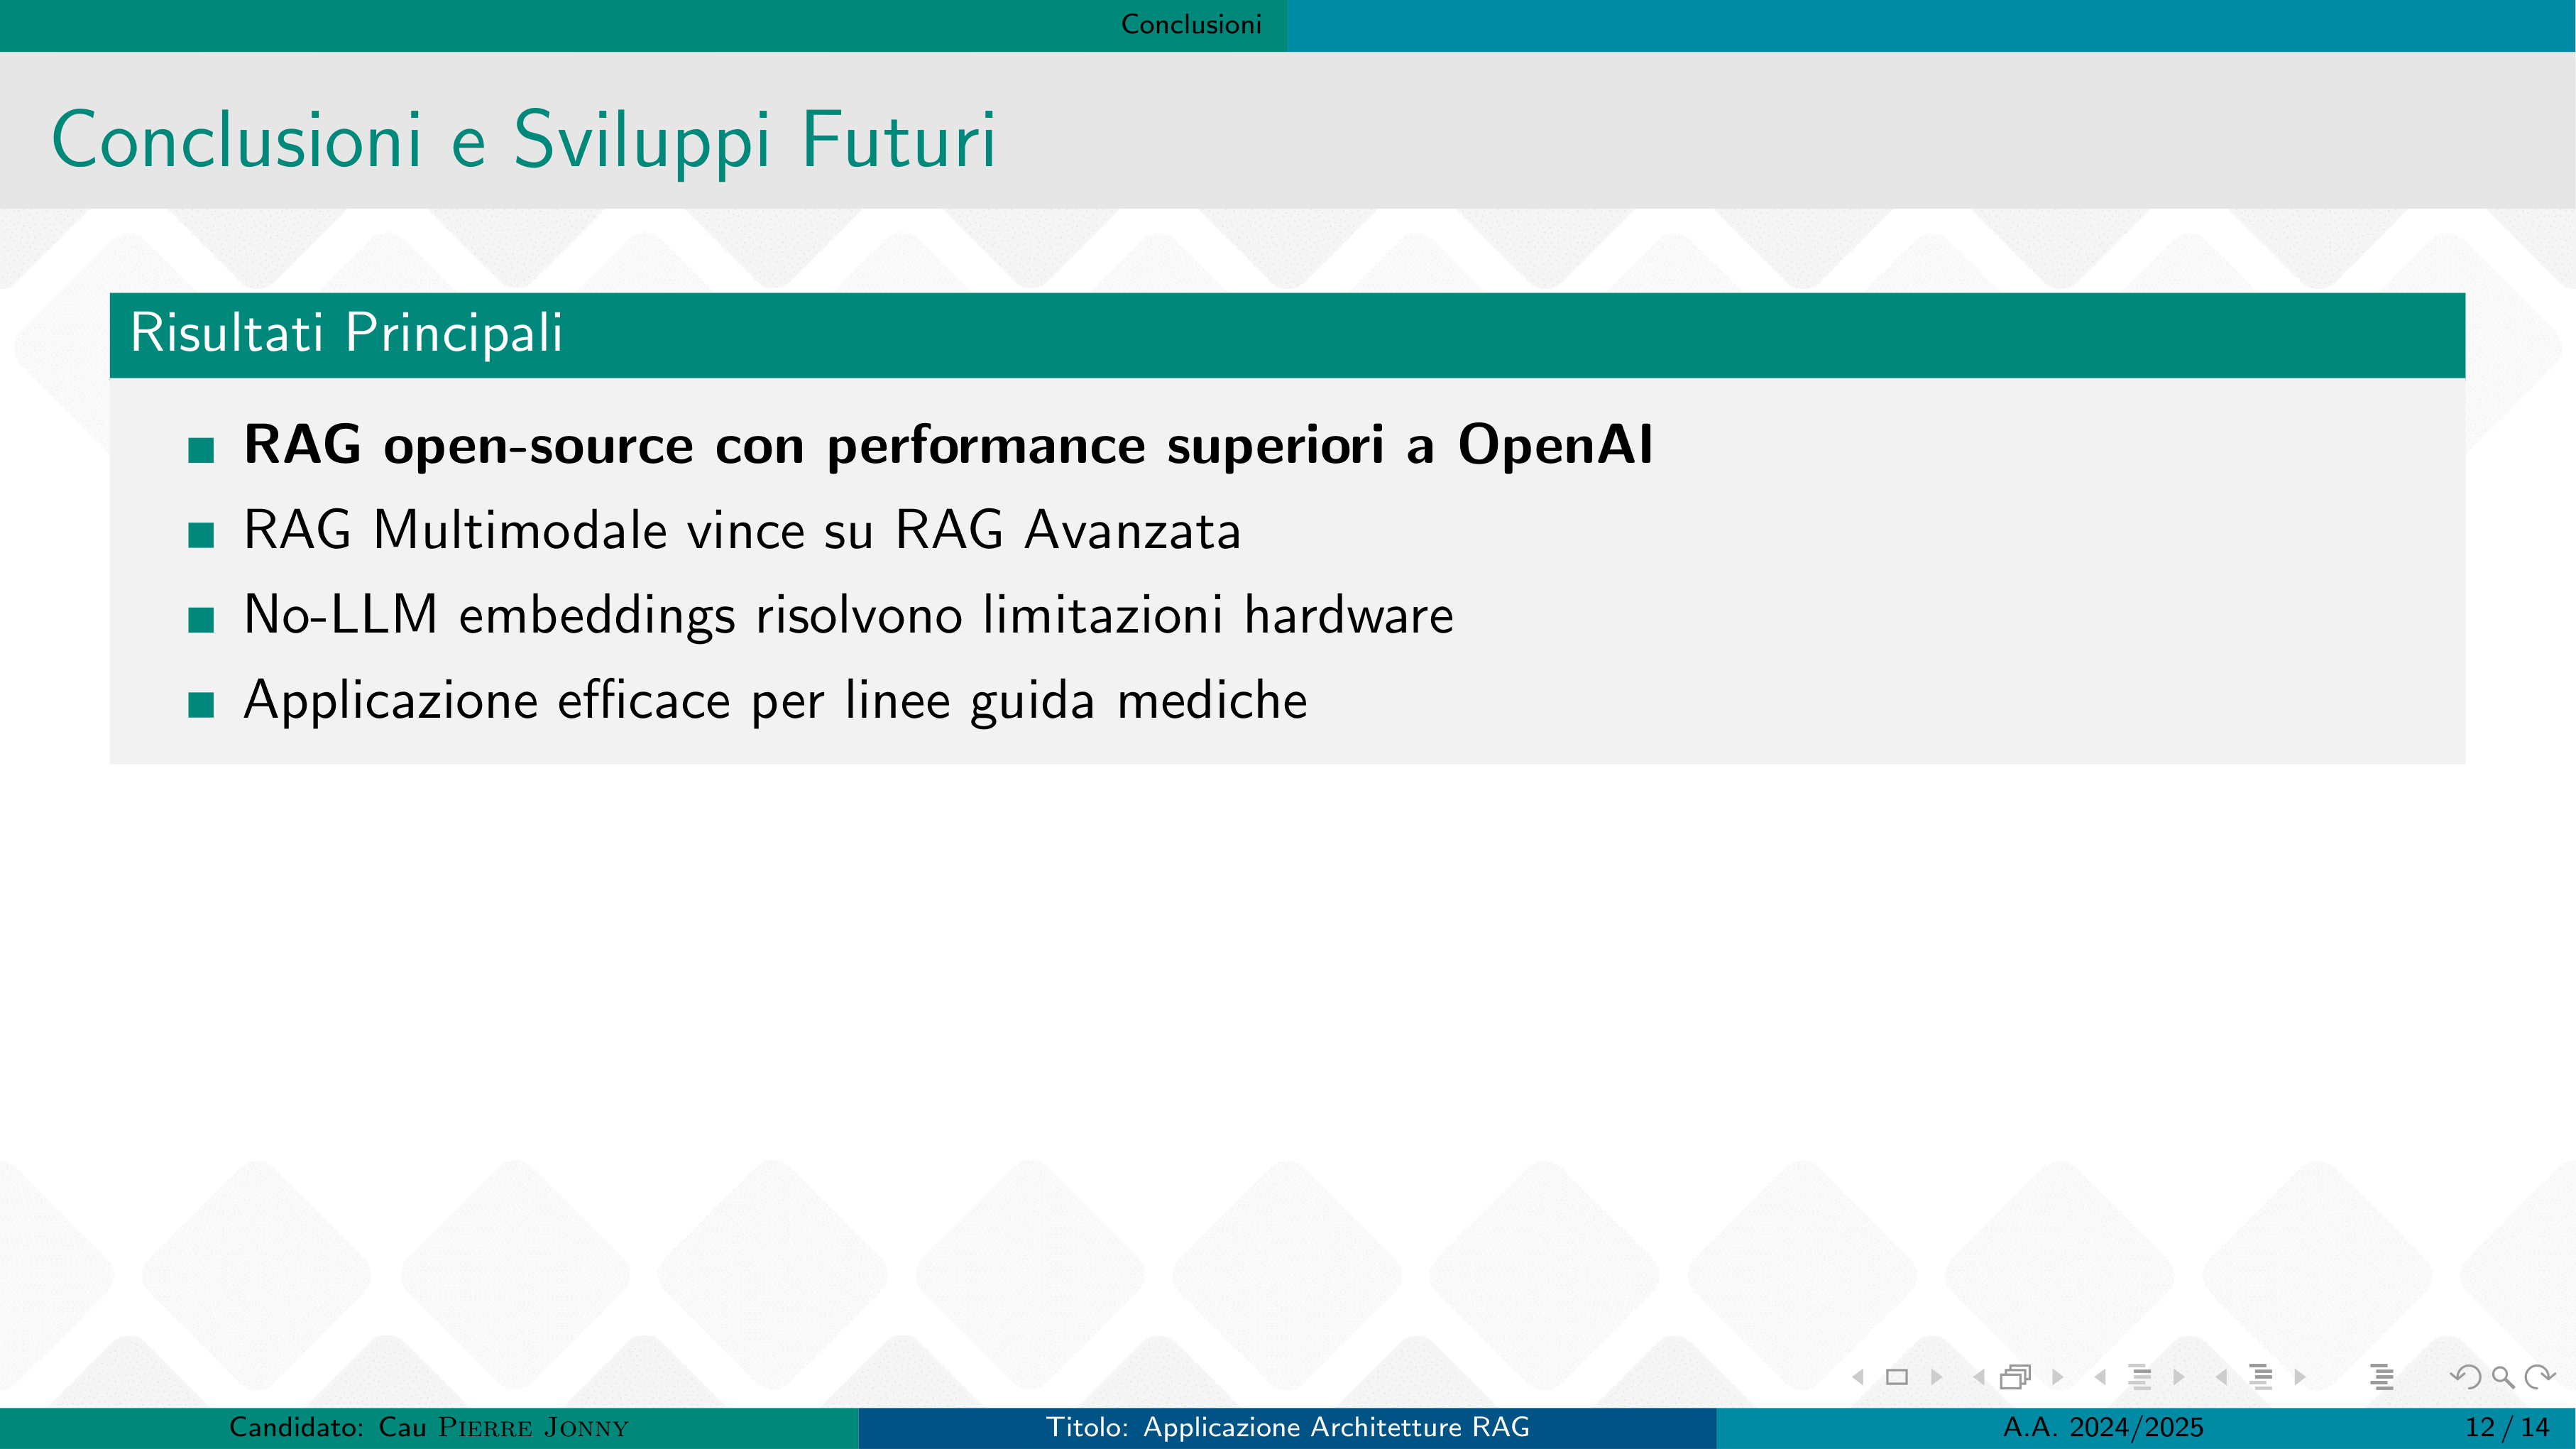 Conclusioni
Conclusioni e Sviluppi Futuri
Risultati Principali
RAG open-source con performance superiori a OpenAI
RAG Multimodale vince su RAG Avanzata
No-LLM embeddings risolvono limitazioni hardware
Applicazione efficace per linee guida mediche
Candidato: Cau Pierre Jonny
Titolo: Applicazione Architetture RAG
A.A. 2024/2025
12 / 14